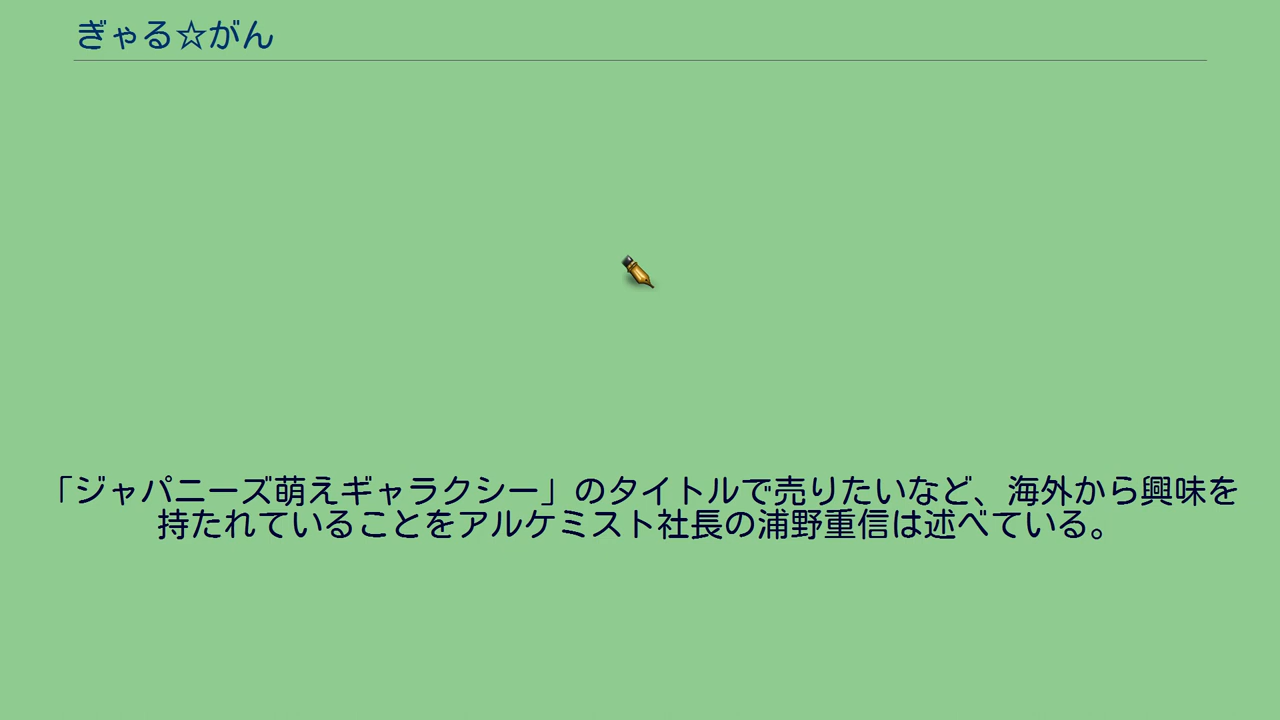 ぎゃる☆がん
「ジャパニーズ萌えギャラクシー」のタイトルで売りたいなど、海外から興味を
持たれていることをアルケミスト社長の浦野重信は述べている。